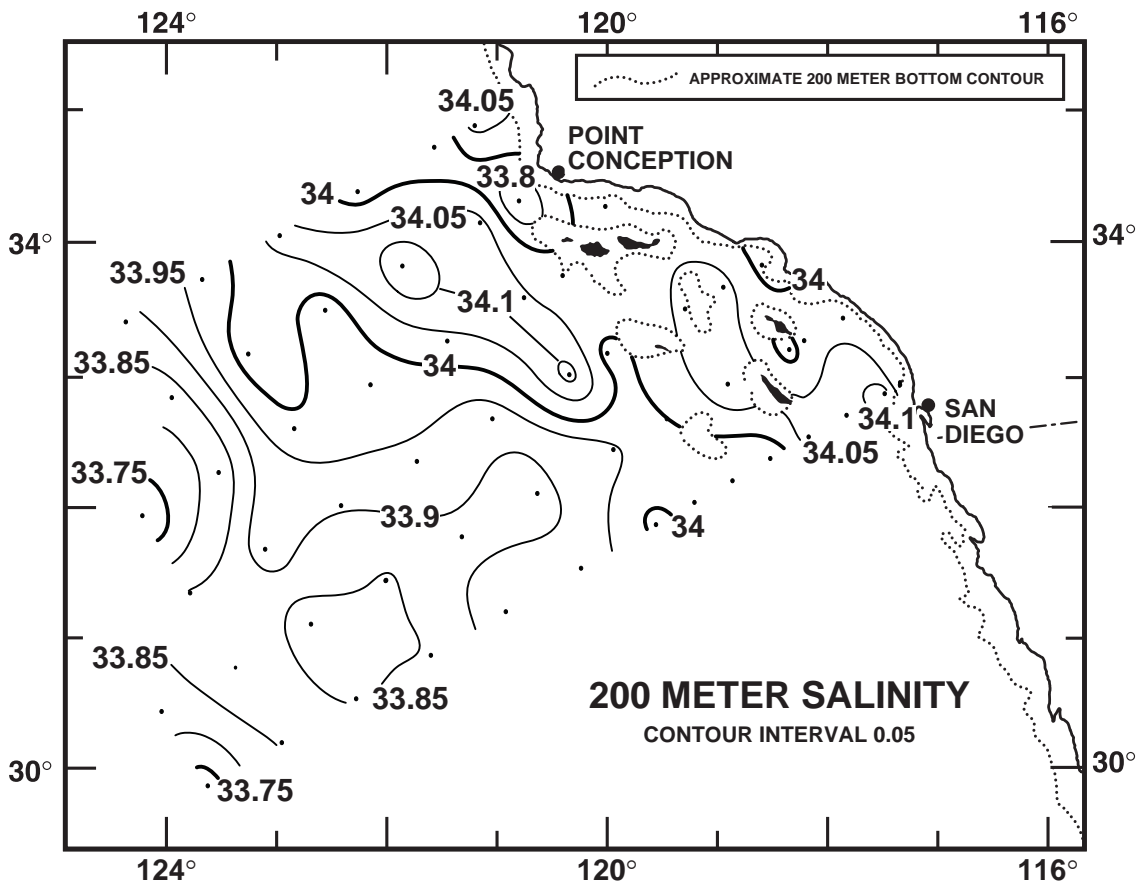 124° 120° 116°
APPROXIMATE 200 METER BOTTOM CONTOUR
34.05
POINT
CONCEPTION
33.8
34
34.05
34° 34°
33.95
34
34.1
33.85
34
34.1
SAN
DIEGO
34.05
33.75
33.9
34
33.85
33.85
200 METER SALINITY
CONTOUR INTERVAL 0.05
30° 30°
33.75
124° 120° 116°